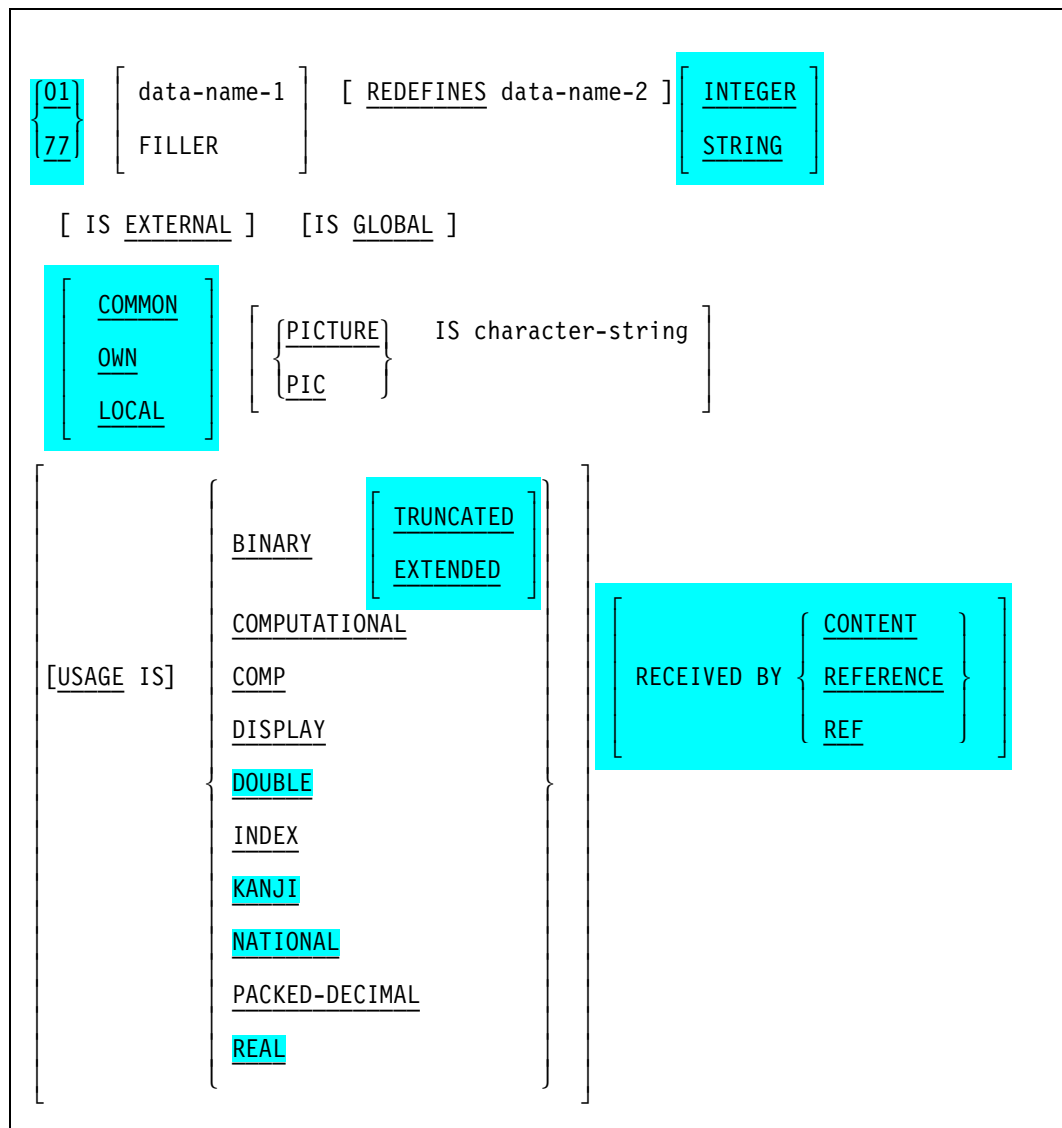 01 data-name-1 [ REDEFINES data-name-2 ] INTEGER
77 FILLER STRING
[ IS EXTERNAL ] [IS GLOBAL ]
COMMON
PICTURE IS character-string
OWN
PIC
LOCAL
TRUNCATED
BINARY
EXTENDED
COMPUTATIONAL CONTENT
[USAGE IS] COMP RECEIVED BY REFERENCE
DISPLAY REF
DOUBLE
INDEX
KANJI
NATIONAL
PACKED-DECIMAL
REAL